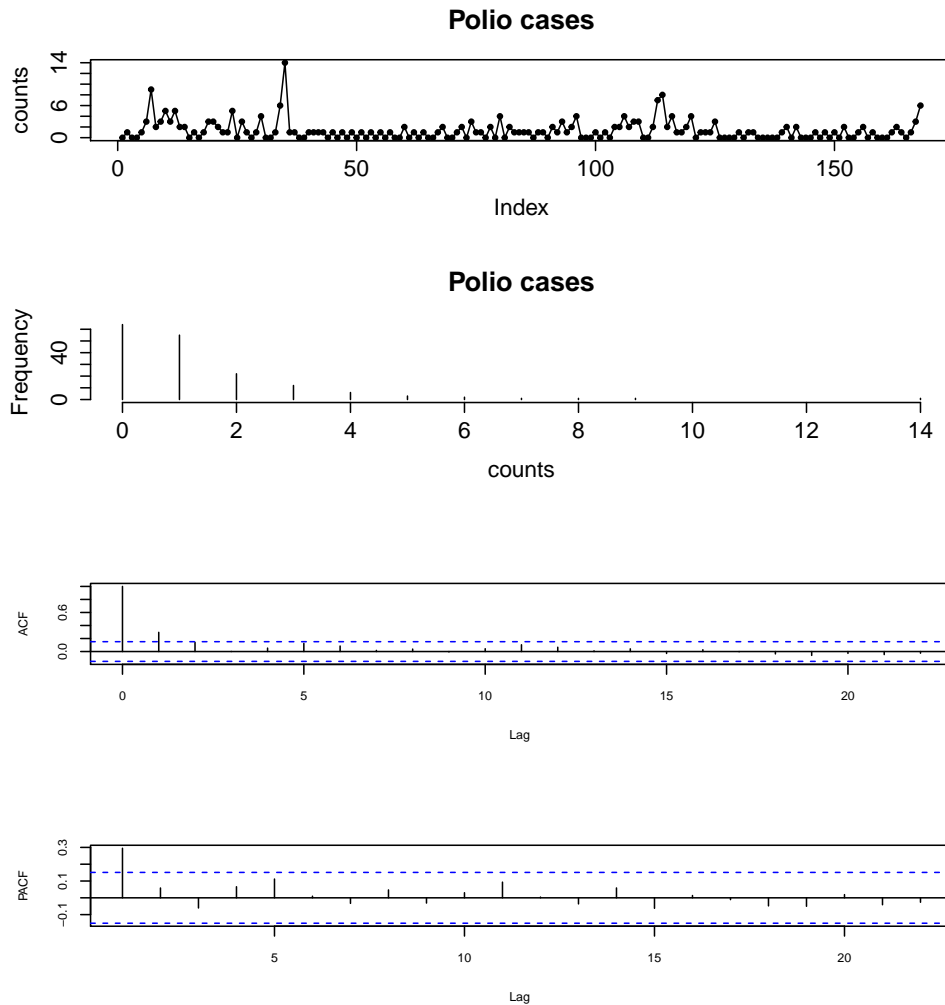 Polio cases
counts
0 6 14
0 50 100 150
Index
Polio cases
Frequency
0 40
0 2 4 6 8 10 12 14
counts
ACF
0.0 0.6
0 5 10 15 20
Lag
PACF
−0.1 0.1 0.3
5 10 15 20
Lag